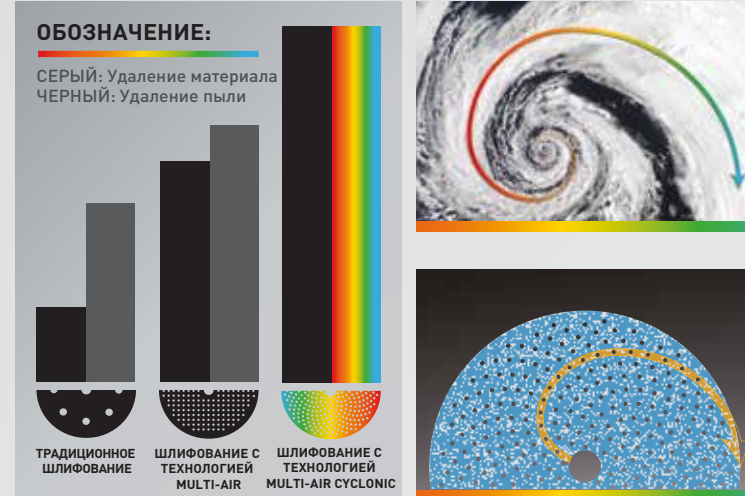 ОБОЗНАЧЕНИЕ:
СЕРЫЙ: Удаление материала
ЧЕРНЫЙ: Удаление пыли
ТРАДИЦИОННОЕ
ШЛИФОВАНИЕ
ШЛИФОВАНИЕ С
ТЕХНОЛОГИЕЙ
MULTI-AIR
ШЛИФОВАНИЕ С
ТЕХНОЛОГИЕЙ
MULTI-AIR CYCLONIC